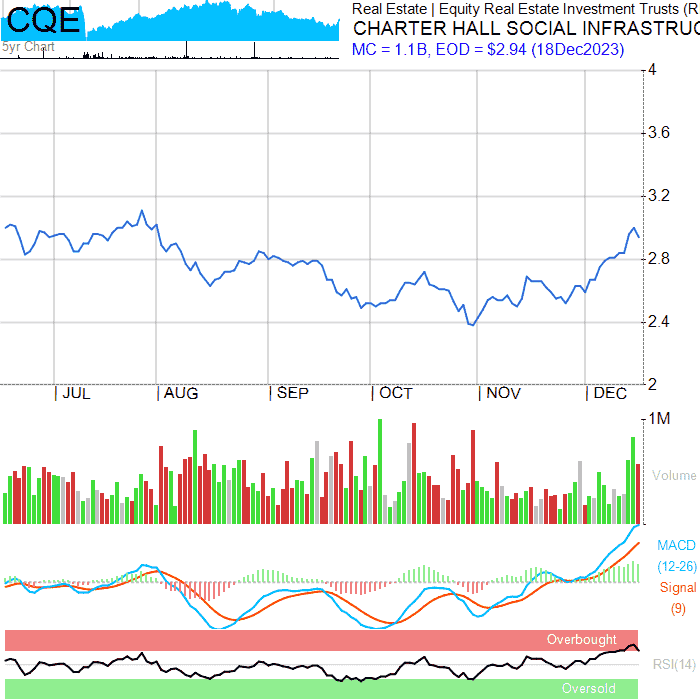 CQE
5yr Chart
Real Estate | Equity Real Estate Investment Trusts (R
CHARTER HALL SOCIAL INFRASTRUC
MC = 1.1B, EOD = $2.94 (18Dec2023)
4
3.6
3.2
2.8
2.4
2
| JUL | AUG | SEP | OCT | NOV | DEC
1M
Volume
MACD
(12-26)
Signal
(9)
Overbought
RSI(14)
Oversold